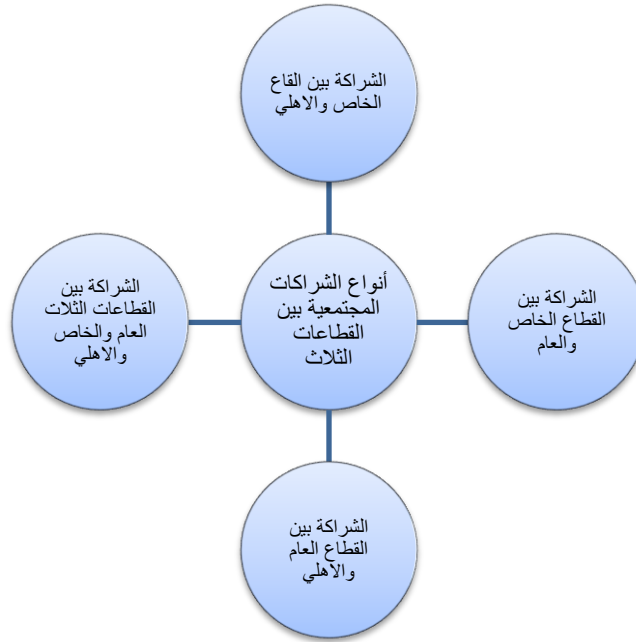 الشراكة بين القاع
الخاص والاهلي
أنواع الشراكات
المجتمعية بين
القطاعات
الثلاث
الشراكة بين
القطاع الخاص
والعام
الشراكة بين
القطاعات الثلاث
العام والخاص
والاهلي
الشراكة بين
القطاع العام
والاهلي